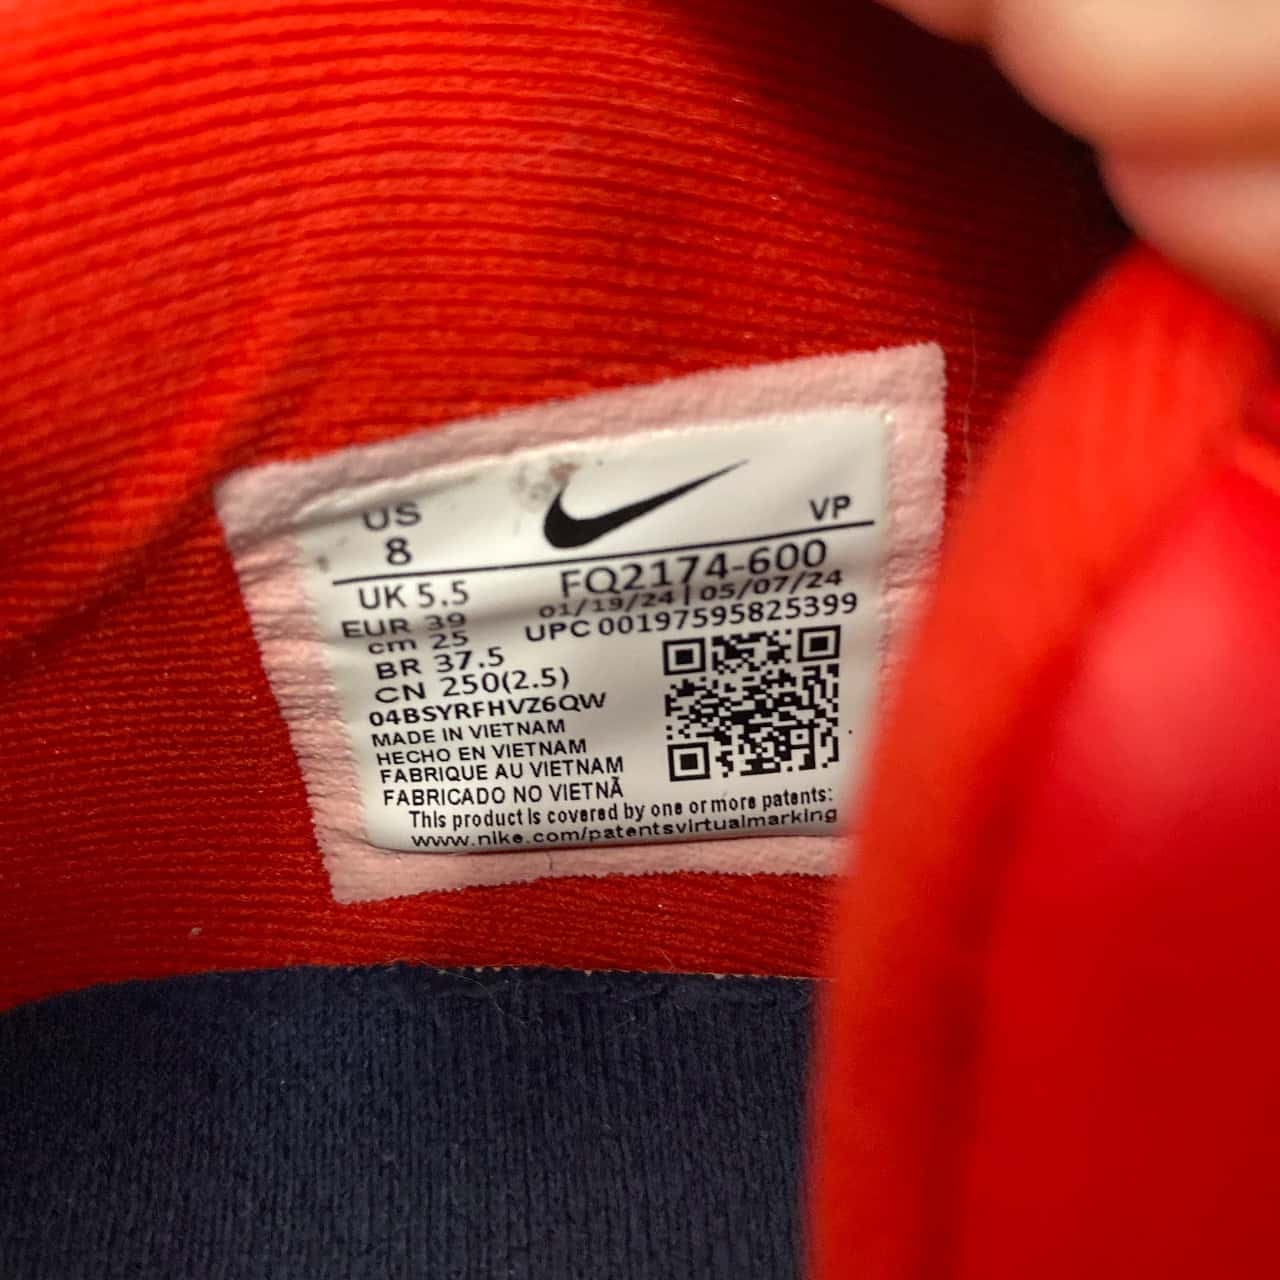 US
8
VP
UK 5.5
FQ2174-600
EUR 39
01/19/24 | 05/07/24
cm 25
UPC 00197595825399
BR 37.5
CN 250(2.5)
04BSYRFHVZ6QW
MADE IN VIETNAM
HECHO EN VIETNAM
FABRIQUE AU VIETNAM
FABRICADO NO VIETNÃ
This product is covered by one or more patents:
www.nike.com/patentsvirtualmarking